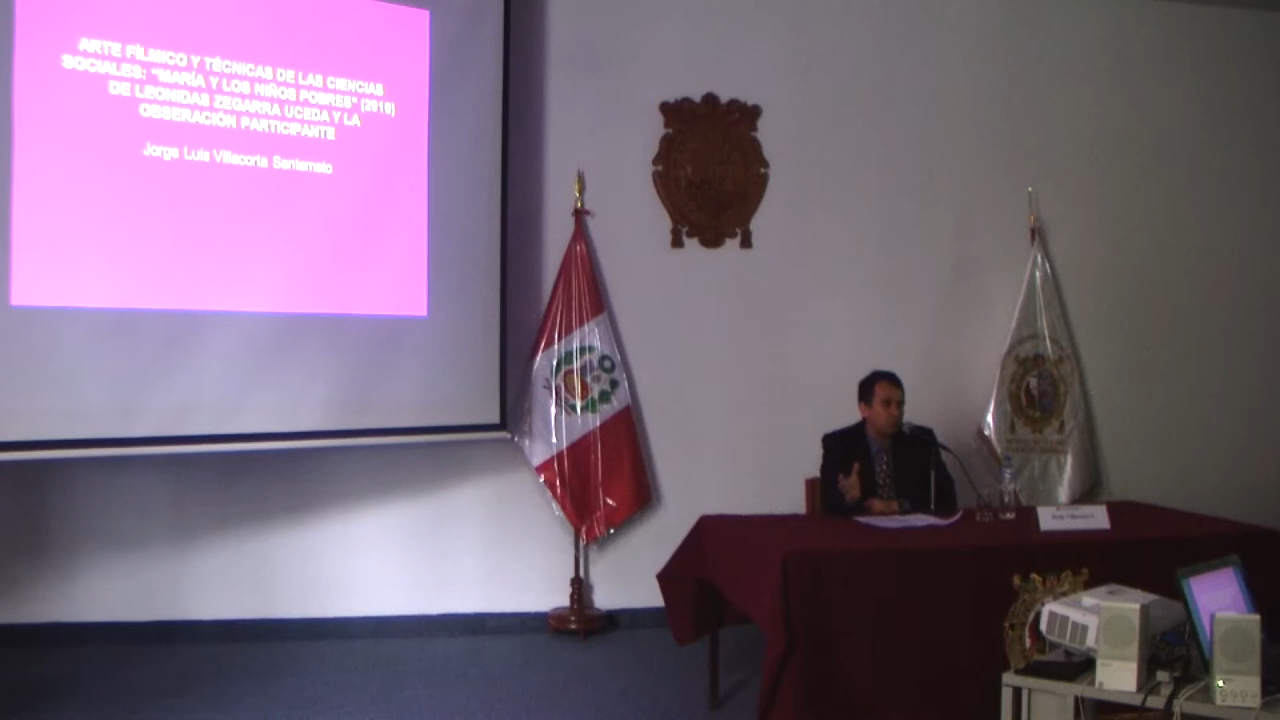 ARTE FÍLMICO Y TÉCNICAS DE LAS CIENCIAS
SOCIALES: "MARÍA Y LOS NIÑOS POBRES" (2010)
DE LEONIDAS ZEGARRA UCEDA Y LA
OBSERACIÓN PARTICIPANTE
Jorge Luis Villacorta Santamato